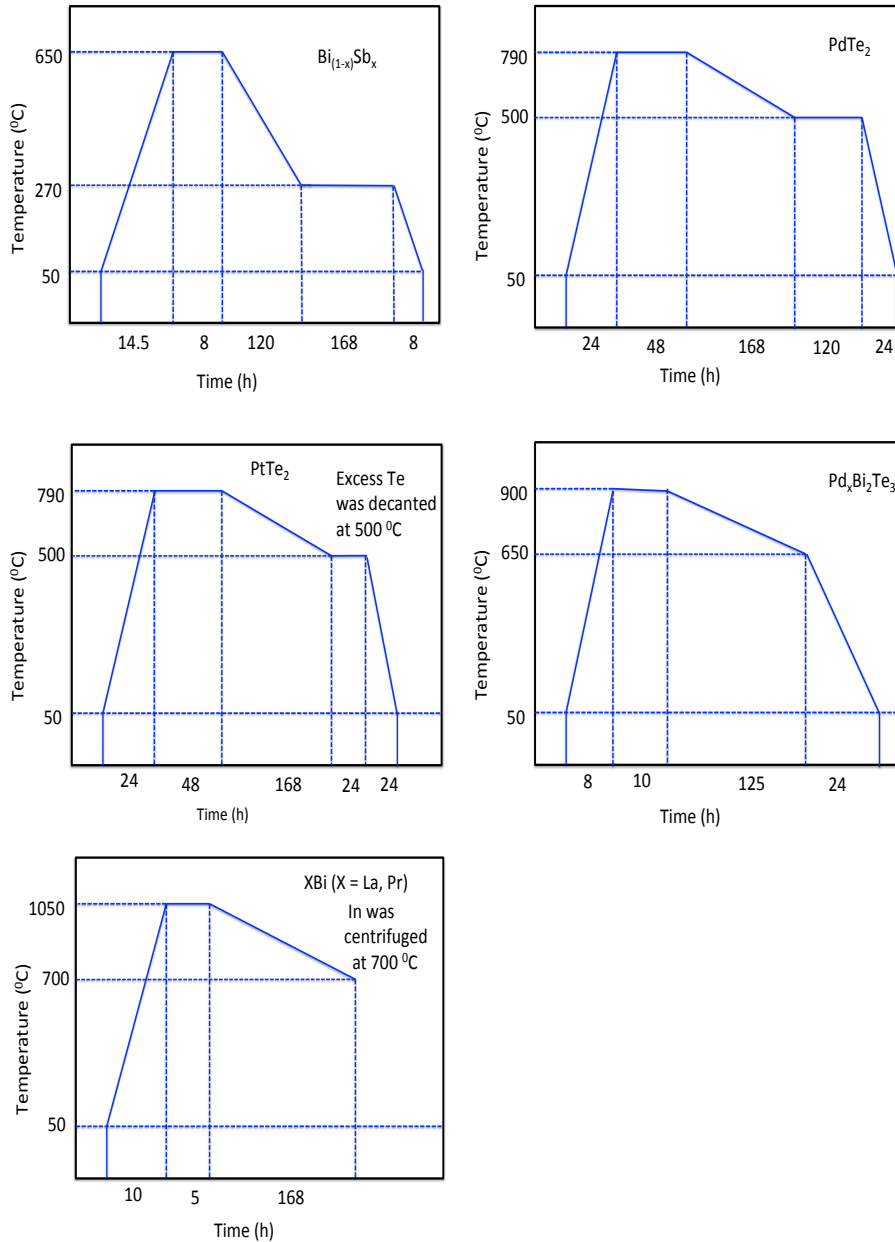 Bi(1-x)Sbx
Temperature (⁰C)
650
270
50
14.5 8 120 168 8
Time (h)
PdTe2
Temperature (⁰C)
790
500
50
24 48 168 120 24
Time (h)
PtTe2
Excess Te
was decanted
at 500 ⁰C
Temperature (⁰C)
790
500
50
24 48 168 24 24
Time (h)
PdxBi2Te3
Temperature (⁰C)
900
650
50
8 10 125 24
Time (h)
XBi (X = La, Pr)
In was
centrifuged
at 700 ⁰C
Temperature (⁰C)
1050
700
50
10 5 168
Time (h)